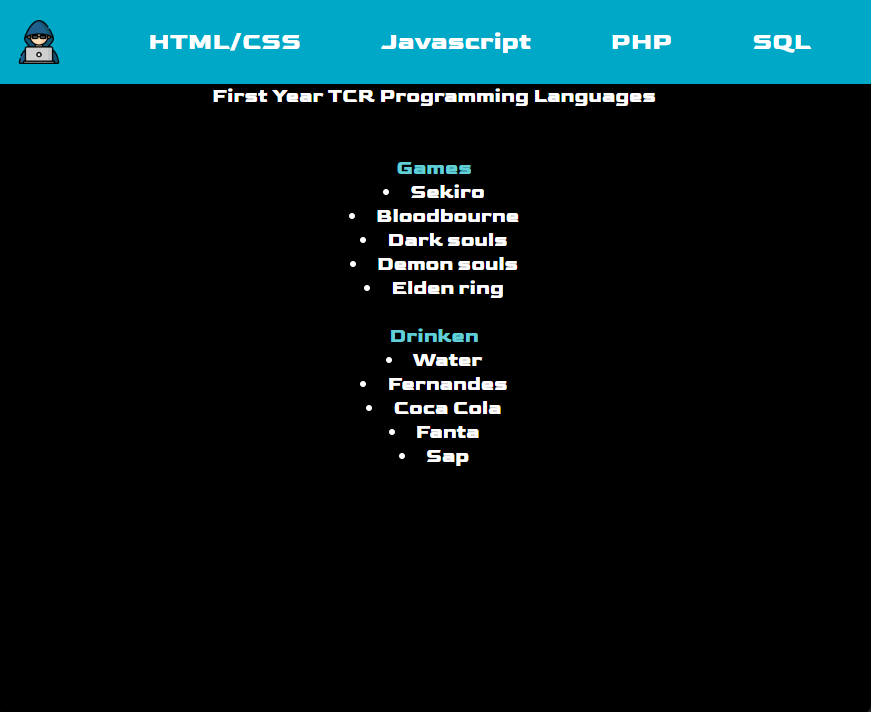 HTML/CSS Javascript PHP SQL
First Year TCR Programming Languages
Games
• Sekiro
• Bloodbourne
• Dark souls
• Demon souls
• Elden ring
Drinken
• Water
• Fernandes
• Coca Cola
• Fanta
• Sap